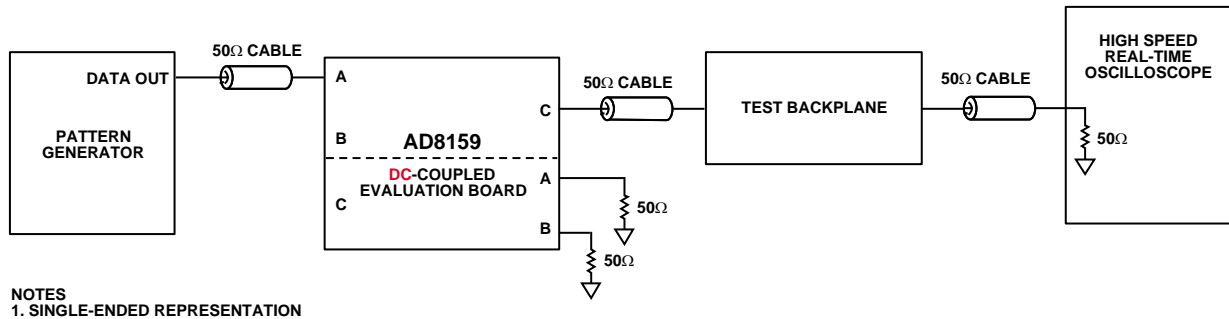 50Ω CABLE
DATA OUT
PATTERN
GENERATOR
A
B
C
AD8159
DC-COUPLED
EVALUATION BOARD
C
A
B
50Ω
50Ω
50Ω CABLE
TEST BACKPLANE
50Ω CABLE
HIGH SPEED
REAL-TIME
OSCILLOSCOPE
50Ω
NOTES
1. SINGLE-ENDED REPRESENTATION